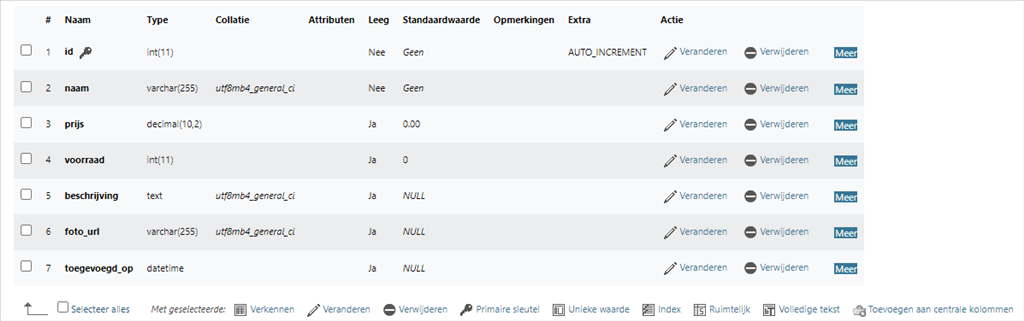 # Naam Type Collatie Attributen Leeg Standaardwaarde Opmerkingen Extra Actie
1 id int(11) Nee Geen AUTO_INCREMENT Veranderen Verwijderen Meer
2 naam varchar(255) utf8mb4_general_ci Nee Geen Veranderen Verwijderen Meer
3 prijs decimal(10,2) Ja 0.00 Veranderen Verwijderen Meer
4 voorraad int(11) Ja 0 Veranderen Verwijderen Meer
5 beschrijving text utf8mb4_general_ci Ja NULL Veranderen Verwijderen Meer
6 foto_url varchar(255) utf8mb4_general_ci Ja NULL Veranderen Verwijderen Meer
7 toegevoegd_op datetime Ja NULL Veranderen Verwijderen Meer
Selecteer alles Met geselecteerde: Verkennen Veranderen Verwijderen Primaire sleutel Unieke waarde Index Ruimtelijk Volledige tekst Toevoegen aan centrale kolommen